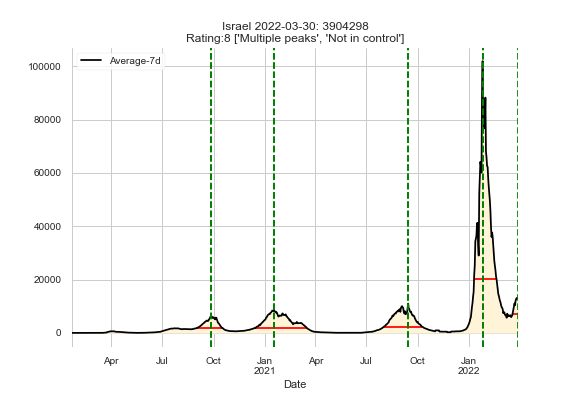 Israel 2022-03-30: 3904298
Rating:8 ['Multiple peaks', 'Not in control']
Average-7d
100000
80000
60000
40000
20000
0
Apr Jul Oct Jan Apr Jul Oct Jan
2021 2022
Date